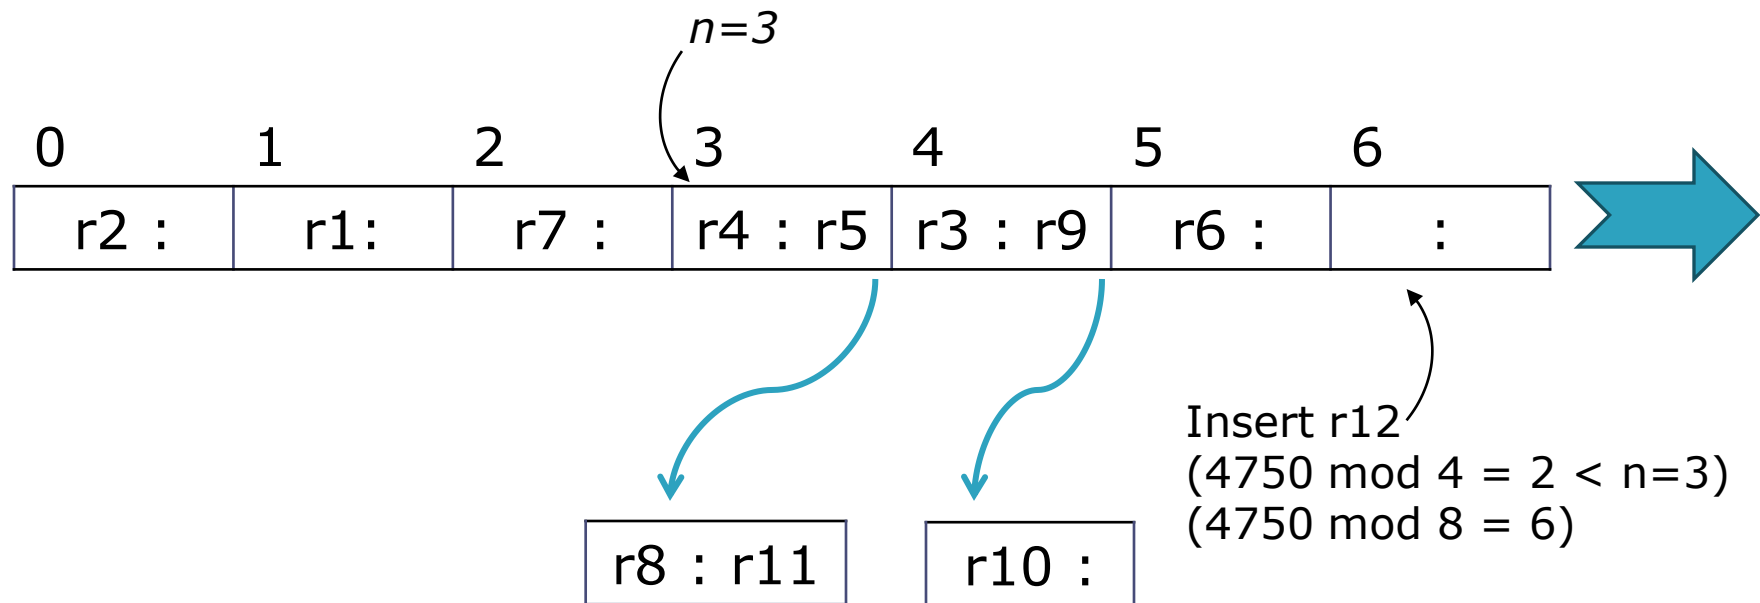 n=3
0 1 2 3 4 5 6
r2 : r1: r7 : r4 : r5 r3 : r9 r6 : :
Insert r12
(4750 mod 4 = 2 < n=3)
(4750 mod 8 = 6)
r8 : r11 r10 :